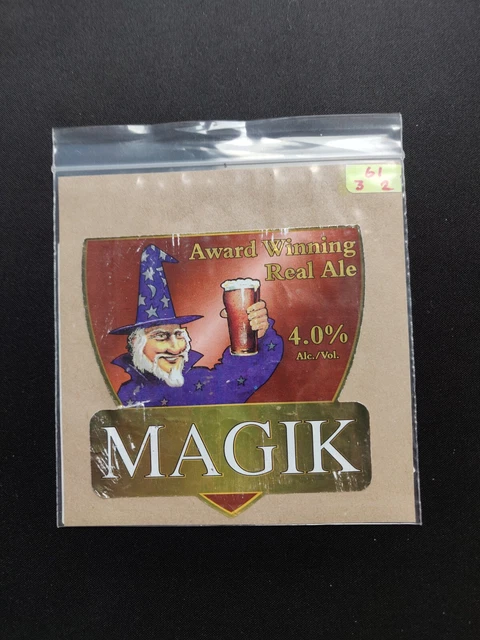 61
3 2
Award Winning
Real Ale
4.0%
Alc./Vol.
MAGIK